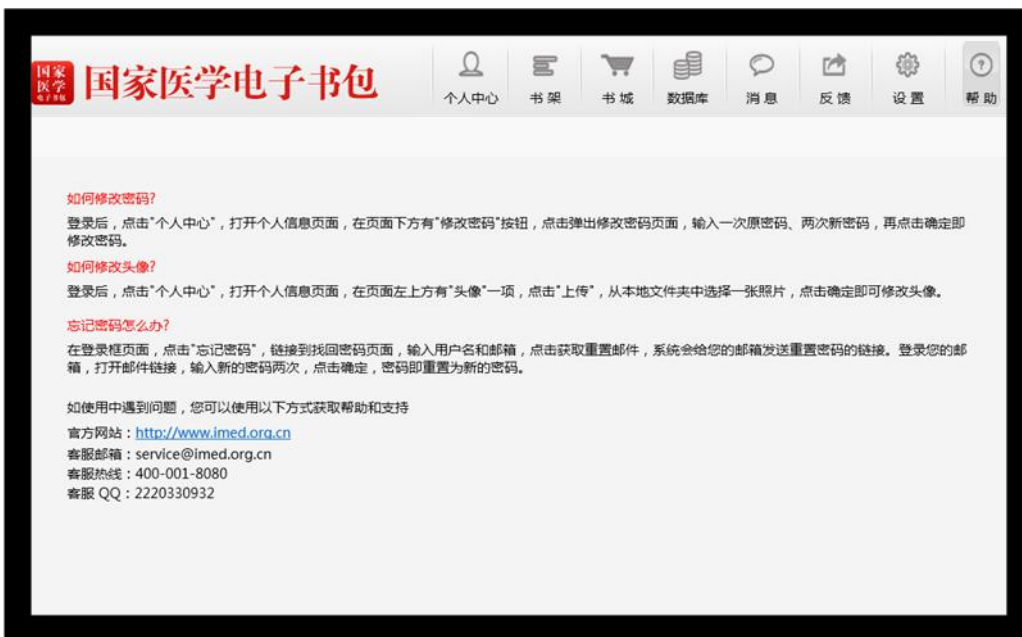 国家
医学
电子书包
国家医学电子书包
个人中心
书架
书城
数据库
消息
反馈
设置
帮助
如何修改密码?
登录后，点击"个人中心"，打开个人信息页面，在页面下方有"修改密码"按钮，点击弹出修改密码页面，输入一次原密码、两次新密码，再点击确定即
修改密码。
如何修改头像?
登录后，点击"个人中心"，打开个人信息页面，在页面左上方有"头像"一项，点击"上传"，从本地文件夹中选择一张照片，点击确定即可修改头像。
忘记密码怎么办?
在登录框页面，点击"忘记密码"，链接到找回密码页面，输入用户名和邮箱，点击获取重置邮件，系统会给您的邮箱发送重置密码的链接。登录您的邮
箱，打开邮件链接，输入新的密码两次，点击确定，密码即重置为新的密码。
如使用中遇到问题，您可以使用以下方式获取帮助和支持
官方网站：http://www.imed.org.cn
客服邮箱：service@imed.org.cn
客服热线：400-001-8080
客服 QQ：2220330932